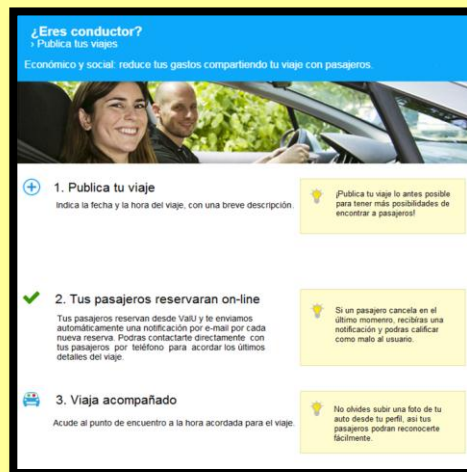 ¿Eres conductor?
› Publica tus viajes
Económico y social: reduce tus gastos compartiendo tu viaje con pasajeros.
1. Publica tu viaje
Indica la fecha y la hora del viaje, con una breve descripción.
¡Publica tu viaje lo antes posible
para tener más posibilidades de
encontrar a pasajeros!
2. Tus pasajeros reservaran on-line
Tus pasajeros reservan desde ValU y te enviamos
automáticamente una notificación por e-mail por cada
nueva reserva. Podras contactarte directamente con
tus pasajeros por teléfono para acordar los últimos
detalles del viaje.
Si un pasajero cancela en el
último momenro, recibíras una
notificación y podras calificar
como malo al usuario.
3. Viaja acompañado
Acude al punto de encuentro a la hora acordada para el viaje.
No olvides subir una foto de tu
auto desde tu perfil, asi tus
pasajeros podran reconocerte
fácilmente.